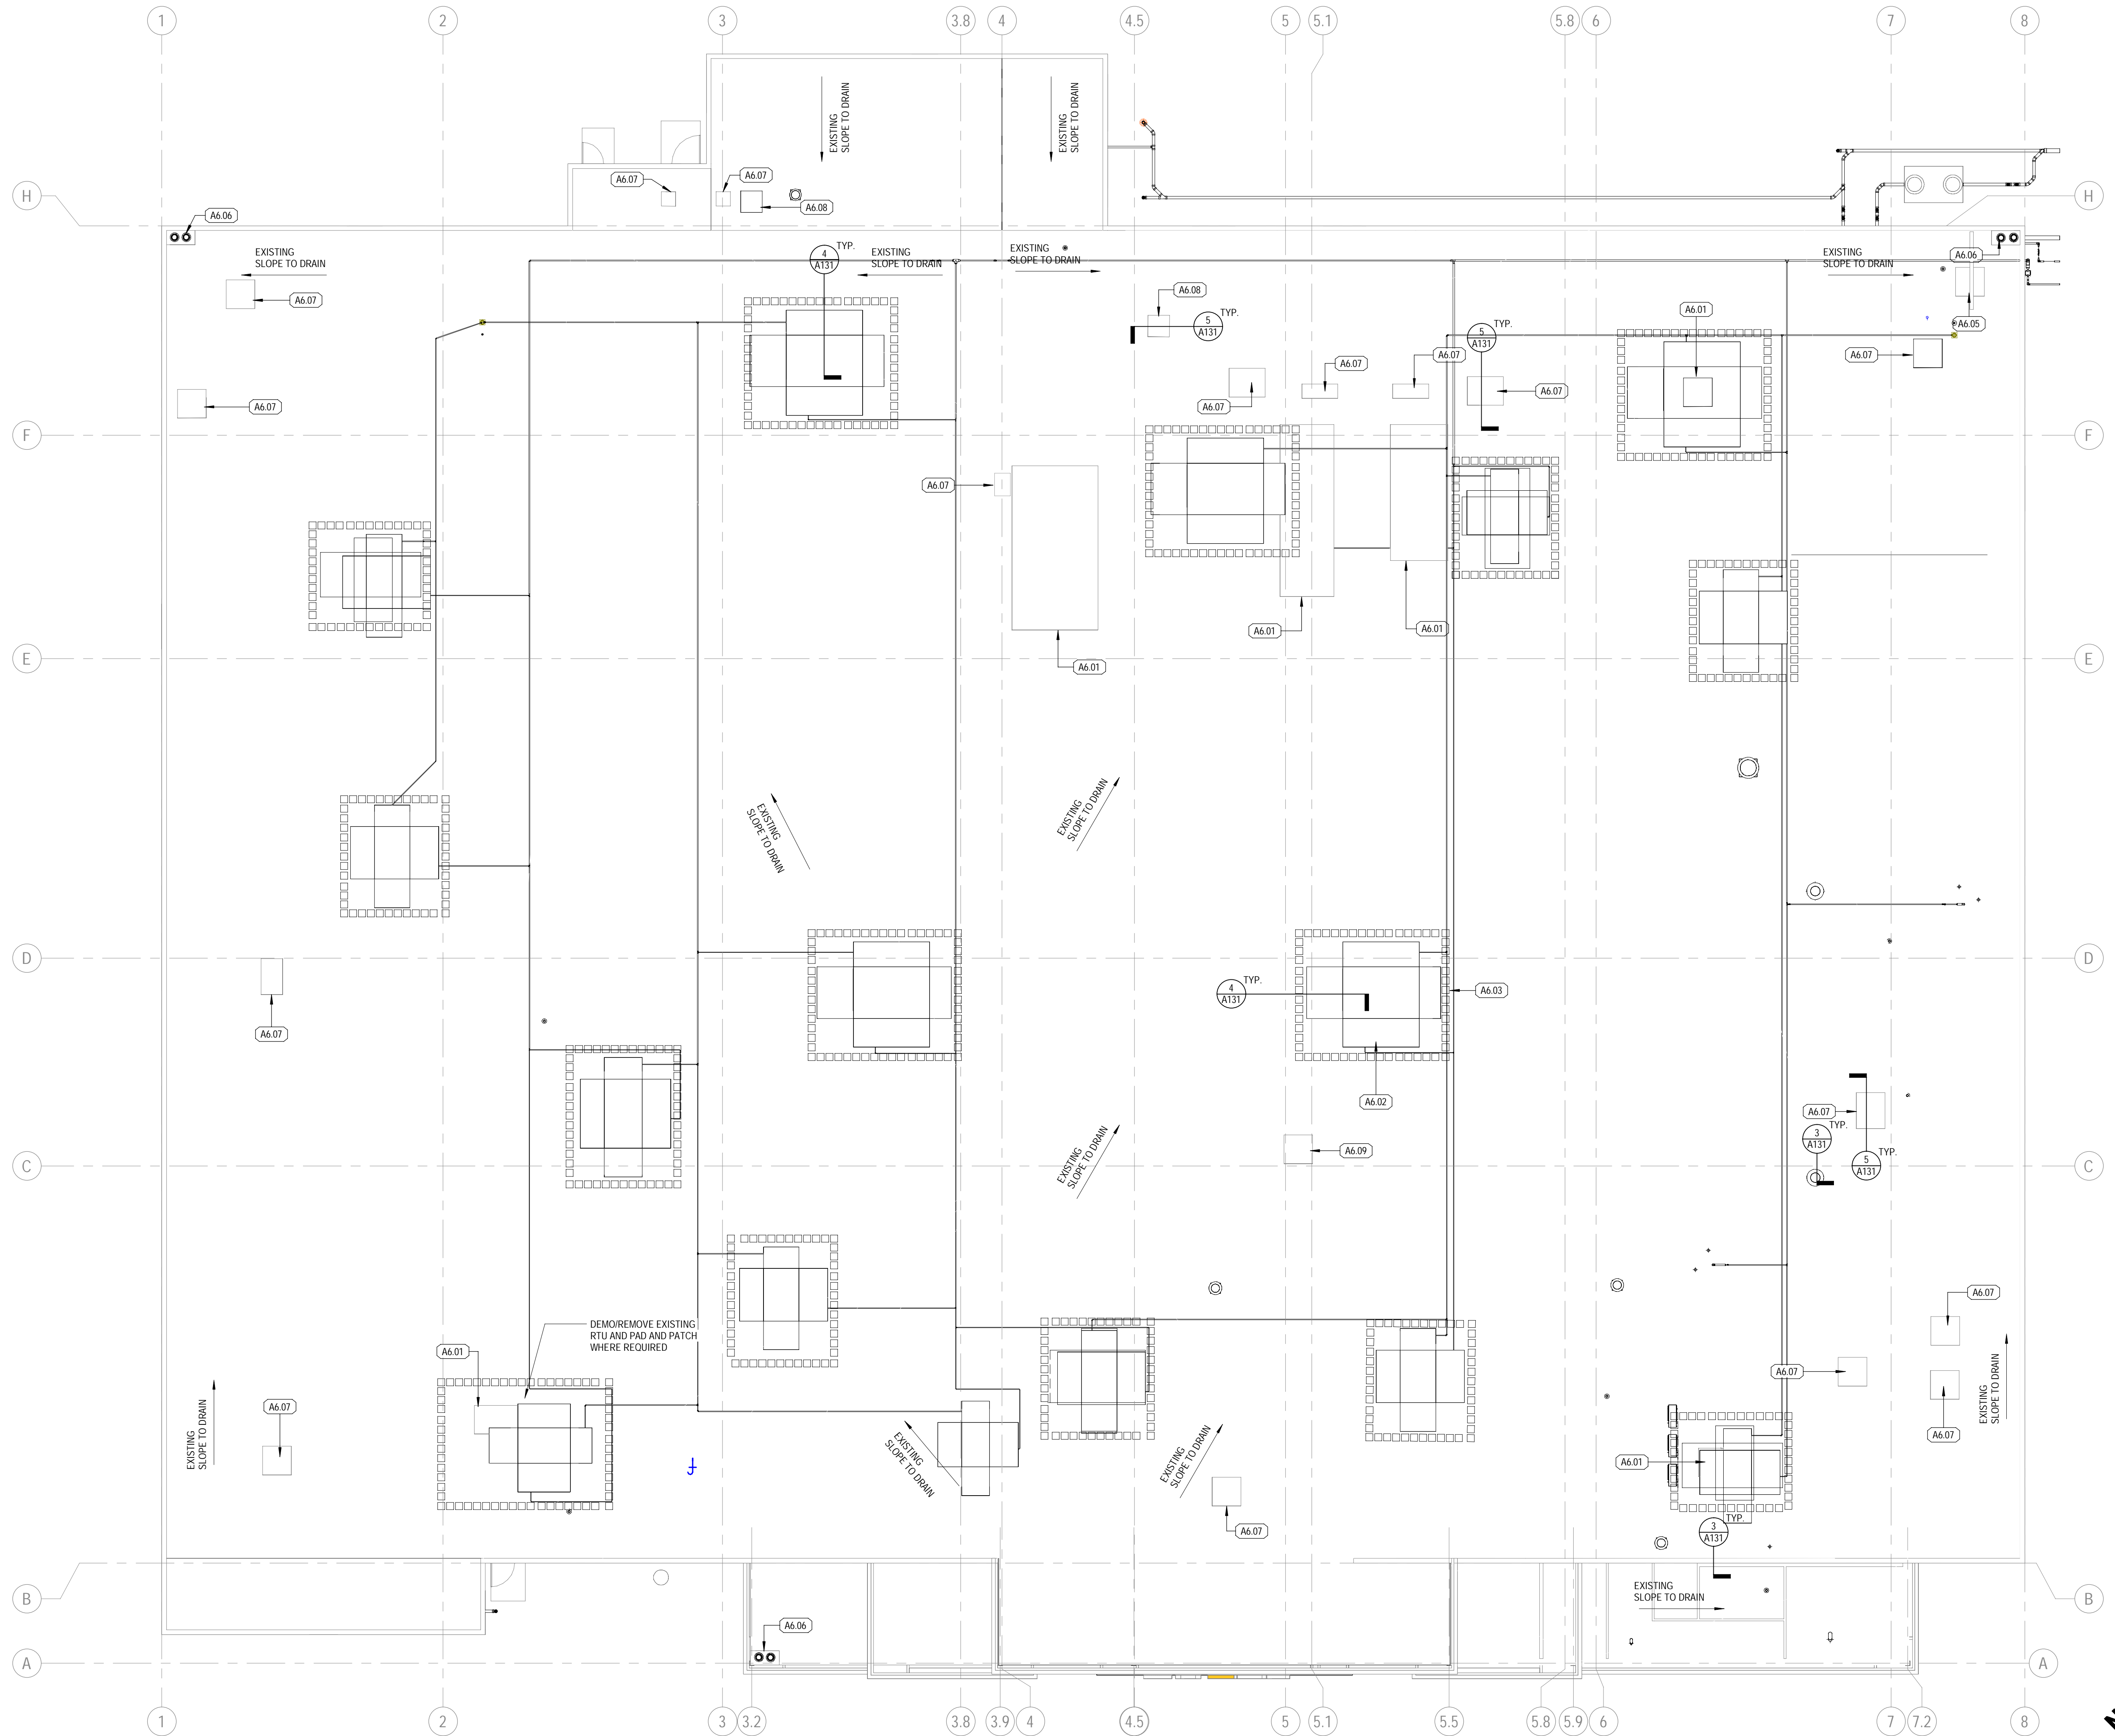 1
2
3
3.8
4
4.5
5
5.1
5.8
6
7
8
EXISTING
SLOPE TO DRAIN
EXISTING
SLOPE TO DRAIN
A6.07
A6.07
A6.08
H
H
A6.06
EXISTING
SLOPE TO DRAIN
4
A131
TYP.
EXISTING
SLOPE TO DRAIN
EXISTING
SLOPE TO DRAIN
EXISTING
SLOPE TO DRAIN
A6.06
A6.07
A6.08
5
A131
TYP.
5
A131
TYP.
A6.01
A6.05
A6.07
A6.07
A6.07
A6.07
A6.07
A6.07
A6.07
F
F
A6.07
A6.01
A6.01
A6.01
E
E
EXISTING
SLOPE TO DRAIN
EXISTING
SLOPE TO DRAIN
D
D
4
A131
TYP.
A6.03
A6.07
A6.02
A6.07
3
A131
TYP.
5
A131
TYP.
A6.09
EXISTING
SLOPE TO DRAIN
C
C
DEMO/REMOVE EXISTING
RTU AND PAD AND PATCH
WHERE REQUIRED
A6.01
A6.07
A6.07
A6.07
A6.07
EXISTING
SLOPE TO DRAIN
EXISTING
SLOPE TO DRAIN
EXISTING
SLOPE TO DRAIN
EXISTING
SLOPE TO DRAIN
A6.01
A6.07
3
A131
TYP.
B
B
EXISTING
SLOPE TO DRAIN
A6.06
A
A
1
2
3
3.2
3.8
3.9
4
4.5
5
5.1
5.5
5.8
5.9
6
7
7.2
8